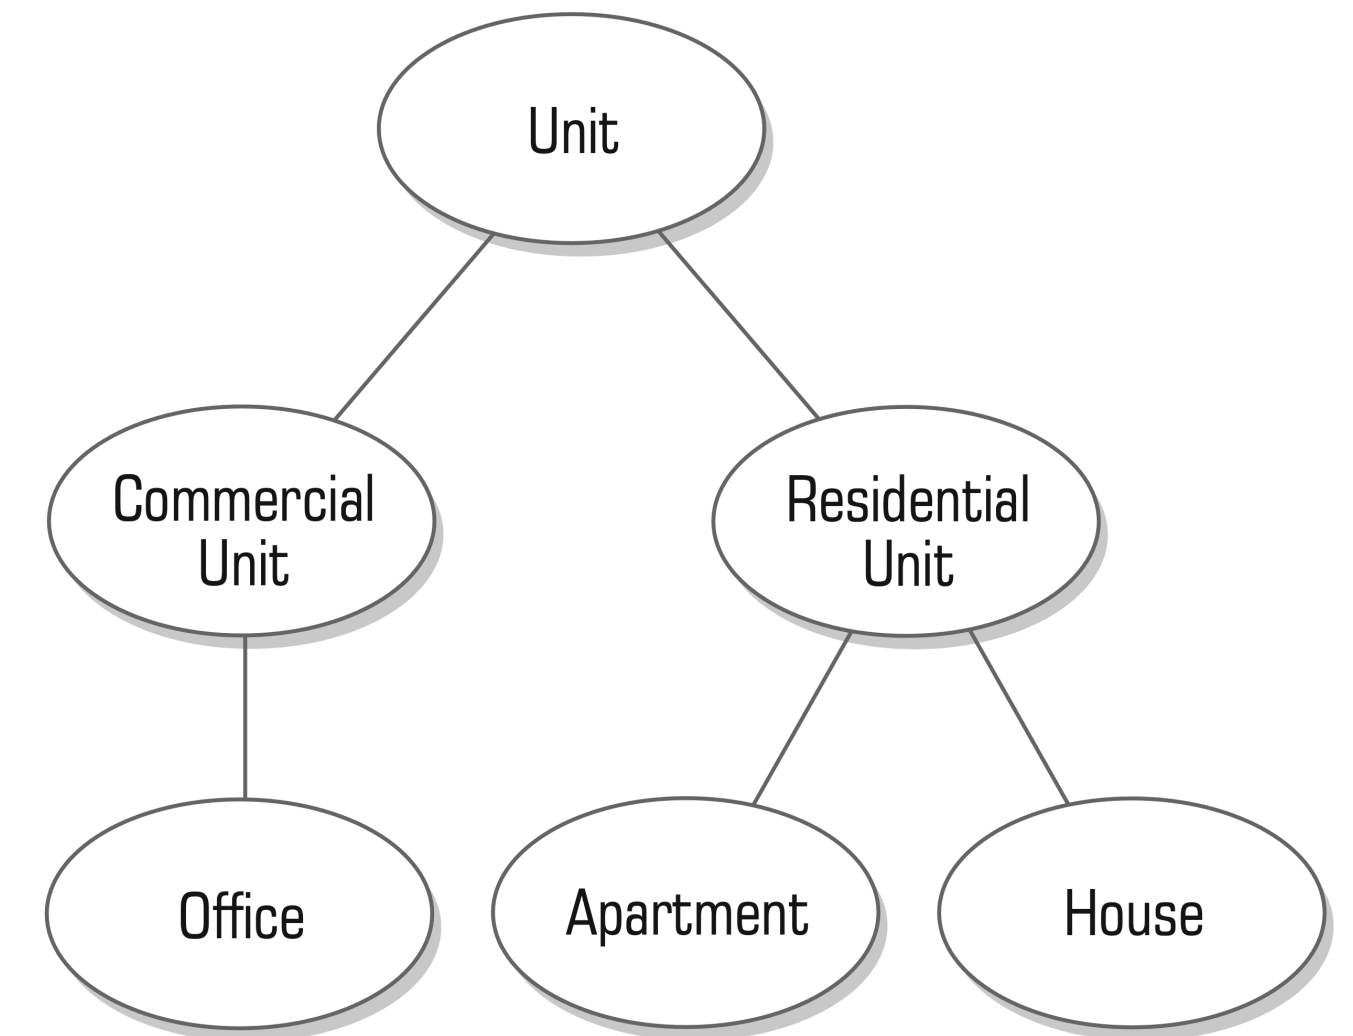 Unit
Commercial
Unit
Residential
Unit
Office
Apartment
House